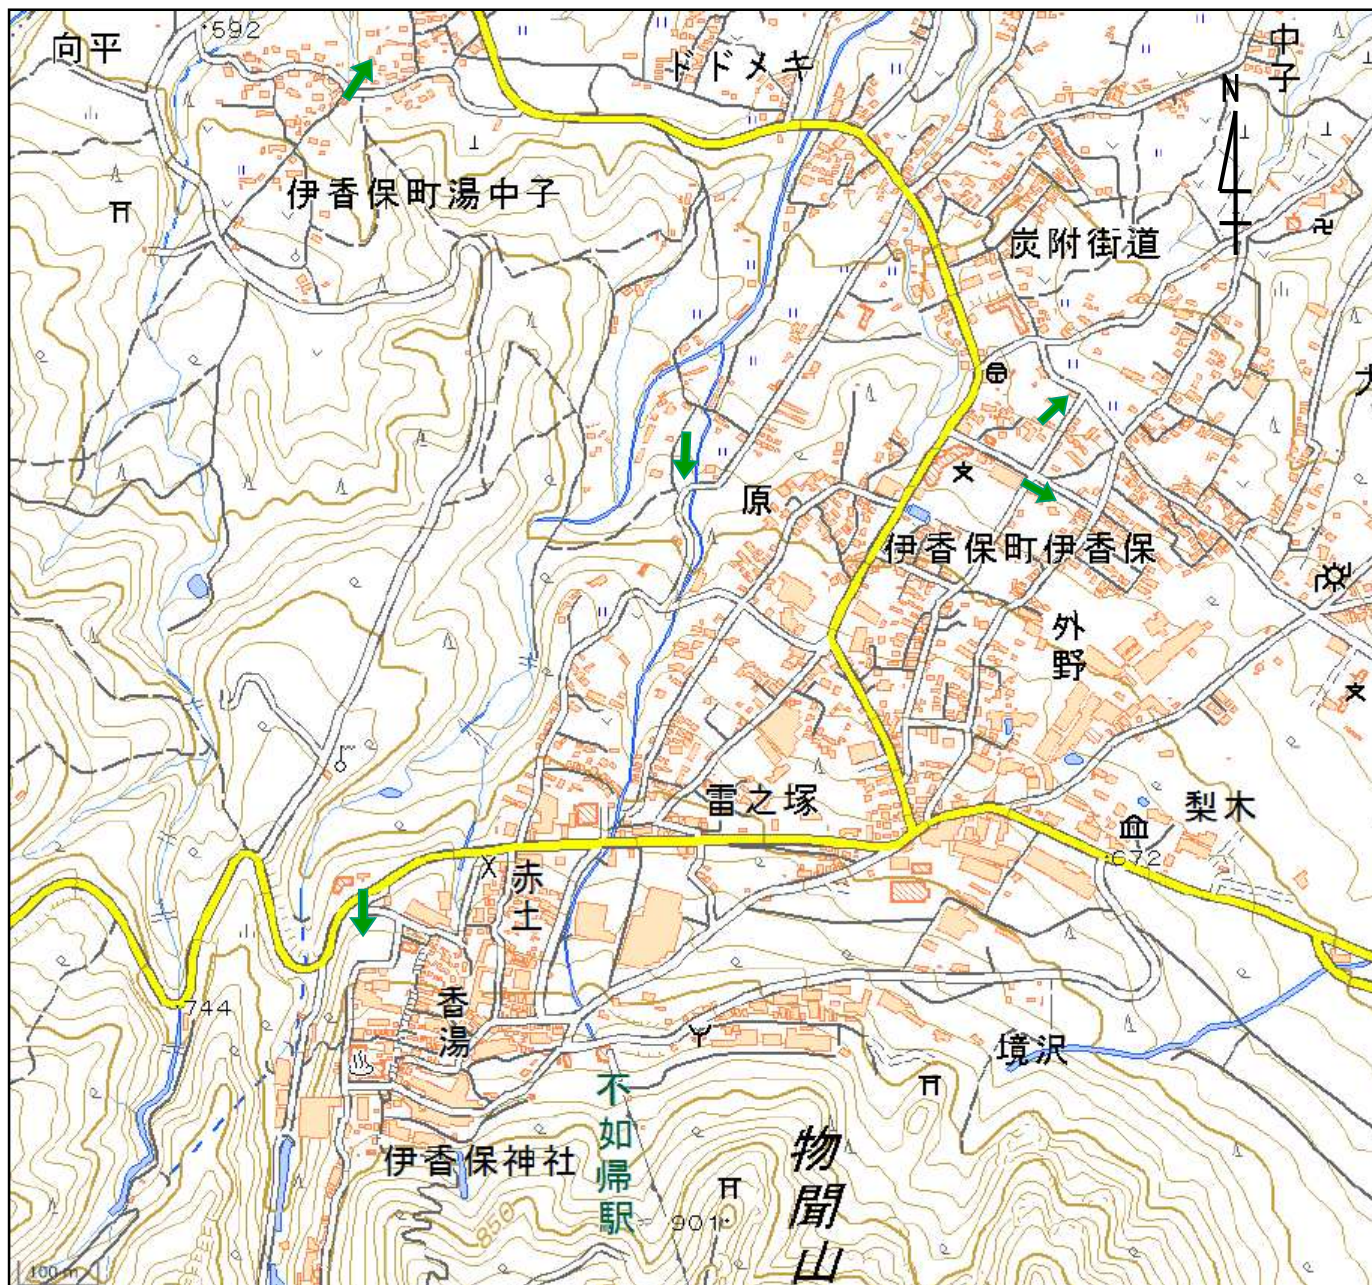 592
向平
ドドメキ
中子
N
伊香保町湯中子
炭附街道
原
伊香保町伊香保
外野
雷之塚
梨木
672
赤土
744
香湯
境沢
不如帰駅
物聞山
伊香保神社
850
901
100 m